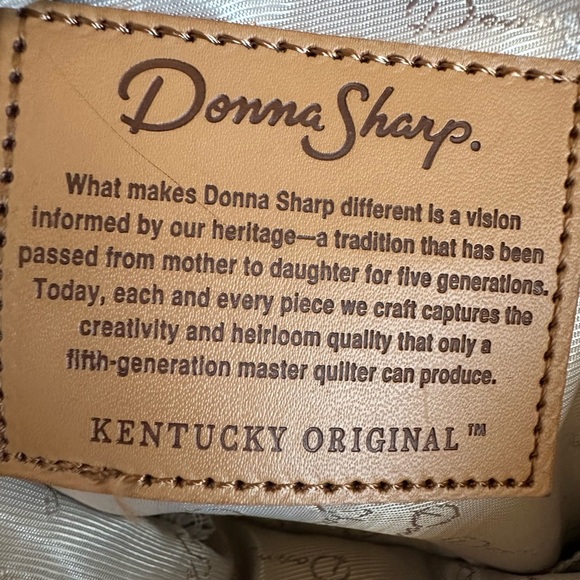 Donna Sharp.
What makes Donna Sharp different is a vision
informed by our heritage—a tradition that has been
passed from mother to daughter for five generations.
Today, each and every piece we craft captures the
creativity and heirloom quality that only a
fifth-generation master quilter can produce.
KENTUCKY ORIGINAL™